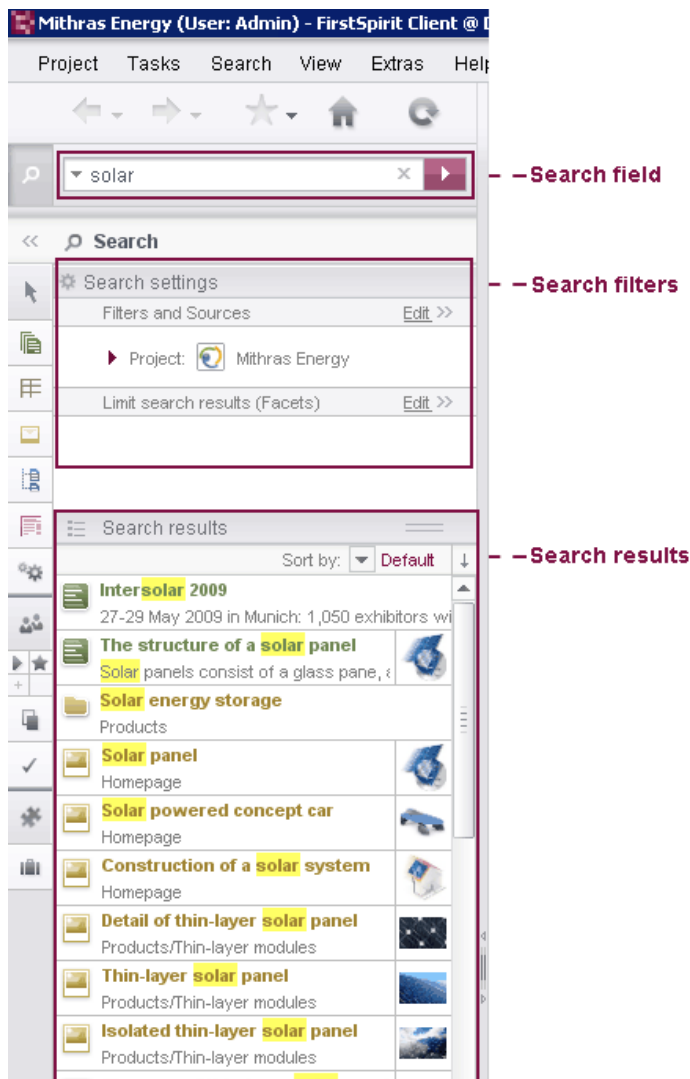 Mithras Energy (User: Admin) - FirstSpirit Client @
Project Tasks Search View Extras Help
solar
Search field
Search
Search settings
Search filters
Filters and Sources Edit >>
Project: Mithras Energy
Limit search results (Facets) Edit >>
Search results
Sort by: Default ↓
Search results
Intersolar 2009
27-29 May 2009 in Munich: 1,050 exhibitors wi
The structure of a solar panel
Solar panels consist of a glass pane,
Solar energy storage
Products
Solar panel
Homepage
Solar powered concept car
Homepage
Construction of a solar system
Homepage
Detail of thin-layer solar panel
Products/Thin-layer modules
Thin-layer solar panel
Products/Thin-layer modules
Isolated thin-layer solar panel
Products/Thin-layer modules